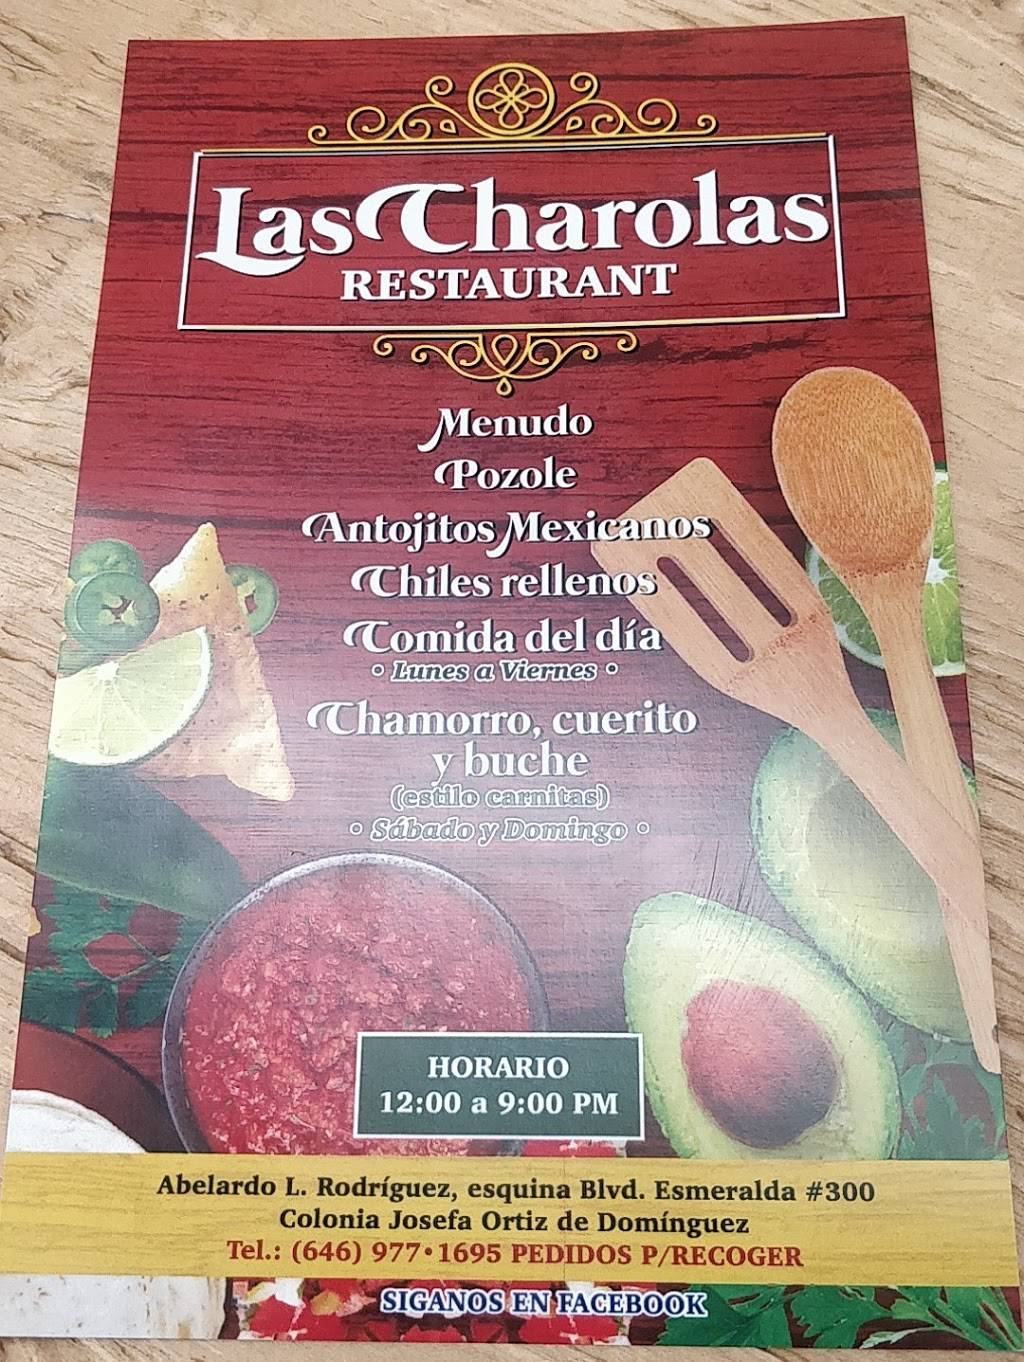 Las Charolas
RESTAURANT
Menudo
Pozole
Antojitos Mexicanos
Chiles rellenos
Comida del día
• Lunes a Viernes •
Chamorro, cuerito
y buche
(estilo carnitas)
• Sábado y Domingo •
HORARIO
12:00 a 9:00 PM
Abelardo L. Rodríguez, esquina Blvd. Esmeralda #300
Colonia Josefa Ortiz de Domínguez
Tel.: (646) 977•1695 PEDIDOS P/RECOGER
SIGANOS EN FACEBOOK